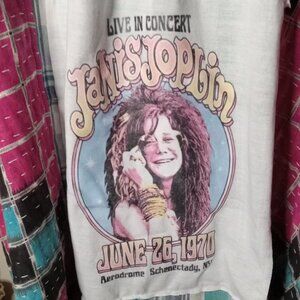 LIVE IN CONCERT
JANIS JOPLIN
JUNE-26, 1970
Aerodrome Schenectady, NY